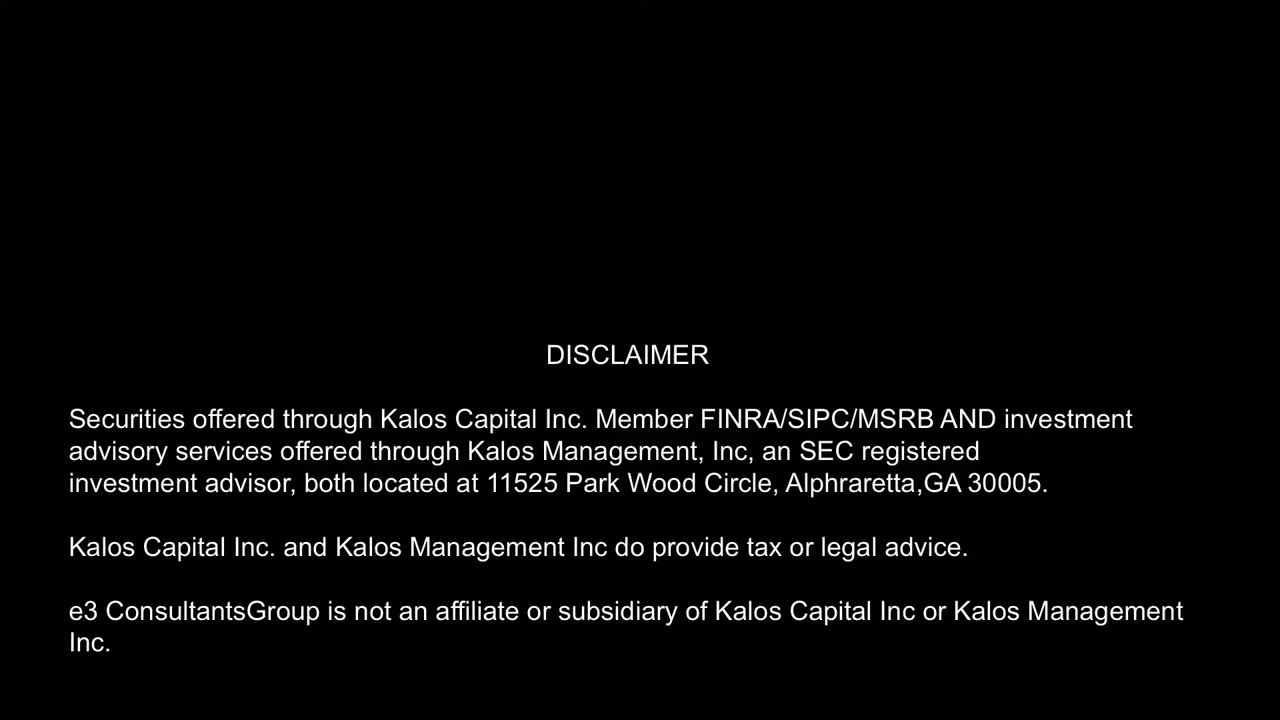 DISCLAIMER
Securities offered through Kalos Capital Inc. Member FINRA/SIPC/MSRB AND investment
advisory services offered through Kalos Management, Inc, an SEC registered
investment advisor, both located at 11525 Park Wood Circle, Alphraretta,GA 30005.
Kalos Capital Inc. and Kalos Management Inc do provide tax or legal advice.
e3 ConsultantsGroup is not an affiliate or subsidiary of Kalos Capital Inc or Kalos Management
Inc.